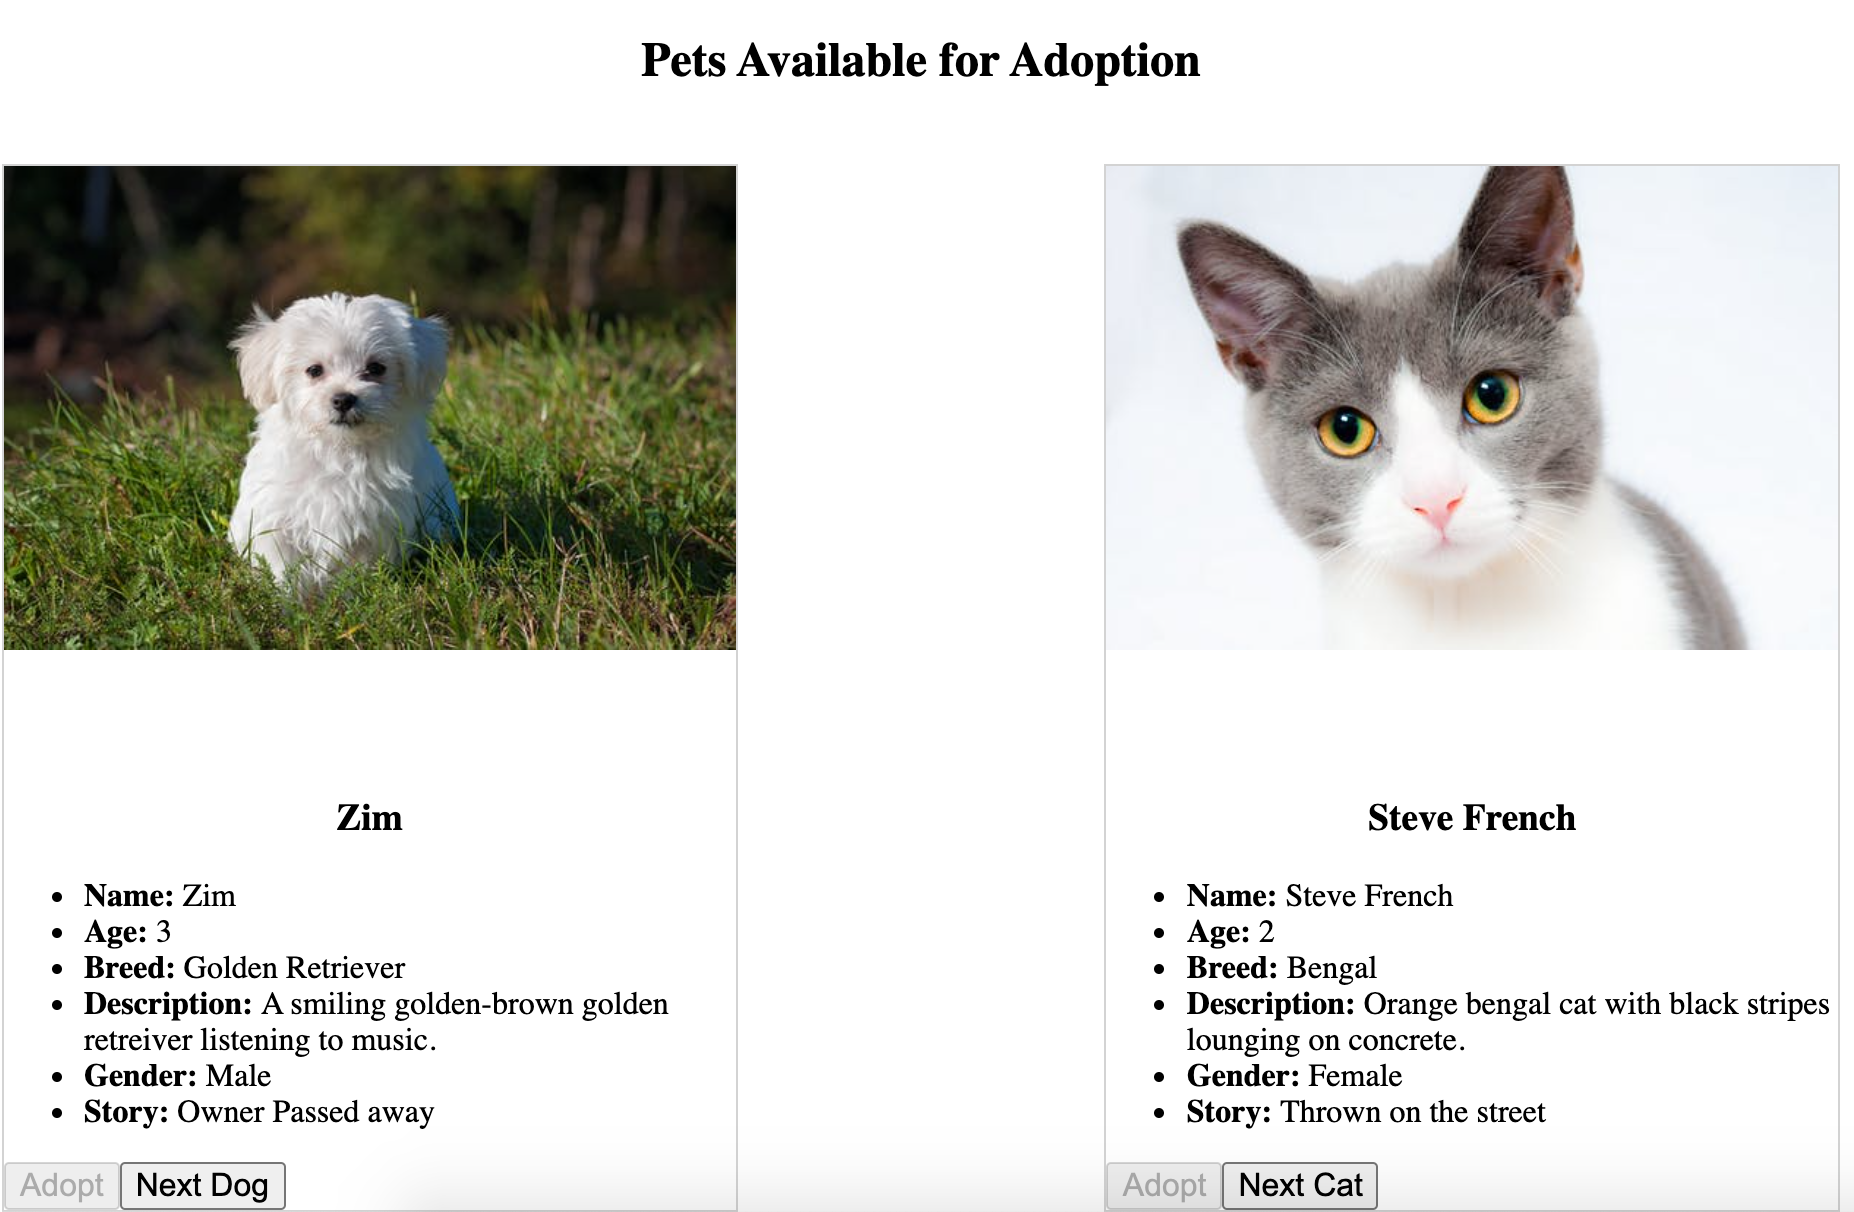 Pets Available for Adoption
Zim
Name: Zim
Age: 3
Breed: Golden Retriever
Description: A smiling golden-brown golden
retreiver listening to music.
Gender: Male
Story: Owner Passed away
Adopt
Next Dog
Steve French
Name: Steve French
Age: 2
Breed: Bengal
Description: Orange bengal cat with black stripes
lounging on concrete.
Gender: Female
Story: Thrown on the street
Adopt
Next Cat